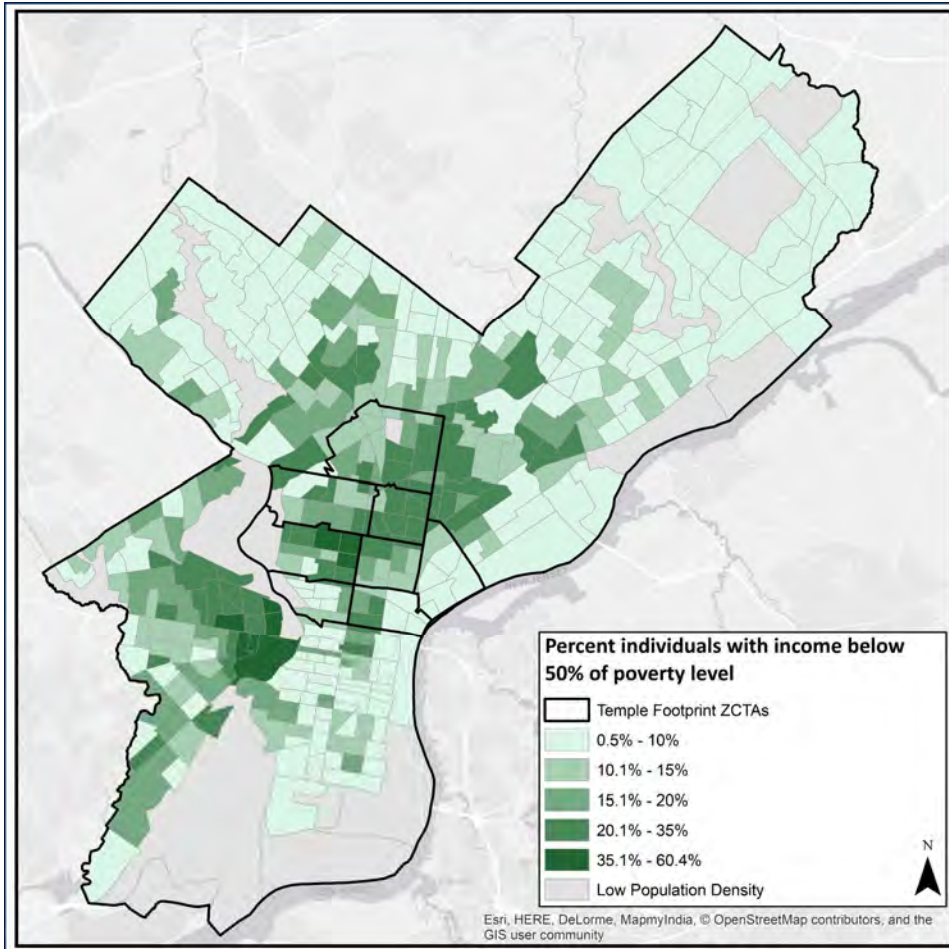 NEW JERSEY
Percent individuals with income below
50% of poverty level
Temple Footprint ZCTAs
0.5% - 10%
10.1% - 15%
15.1% - 20%
20.1% - 35%
35.1% - 60.4%
Low Population Density
N
Esri, HERE, DeLorme, MapmyIndia, © OpenStreetMap contributors, and the
GIS user community